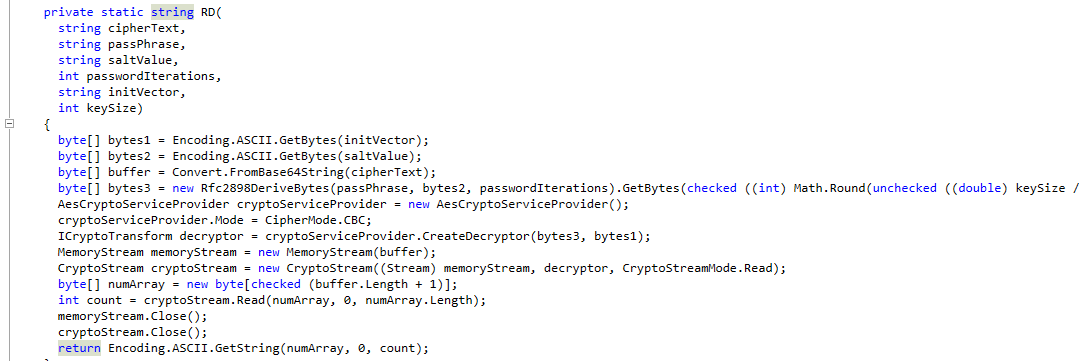 private static string RD(
  string cipherText,
  string passPhrase,
  string saltValue,
  int passwordIterations,
  string initVector,
  int keySize)
{
  byte[] bytes1 = Encoding.ASCII.GetBytes(initVector);
  byte[] bytes2 = Encoding.ASCII.GetBytes(saltValue);
  byte[] buffer = Convert.FromBase64String(cipherText);
  byte[] bytes3 = new Rfc2898DeriveBytes(passPhrase, bytes2, passwordIterations).GetBytes(checked ((int) Math.Round(unchecked ((double) keySize /
  AesCryptoServiceProvider cryptoServiceProvider = new AesCryptoServiceProvider();
  cryptoServiceProvider.Mode = CipherMode.CBC;
  ICryptoTransform decryptor = cryptoServiceProvider.CreateDecryptor(bytes3, bytes1);
  MemoryStream memoryStream = new MemoryStream(buffer);
  CryptoStream cryptoStream = new CryptoStream((Stream) memoryStream, decryptor, CryptoStreamMode.Read);
  byte[] numArray = new byte[checked (buffer.Length + 1)];
  int count = cryptoStream.Read(numArray, 0, numArray.Length);
  memoryStream.Close();
  cryptoStream.Close();
  return Encoding.ASCII.GetString(numArray, 0, count);